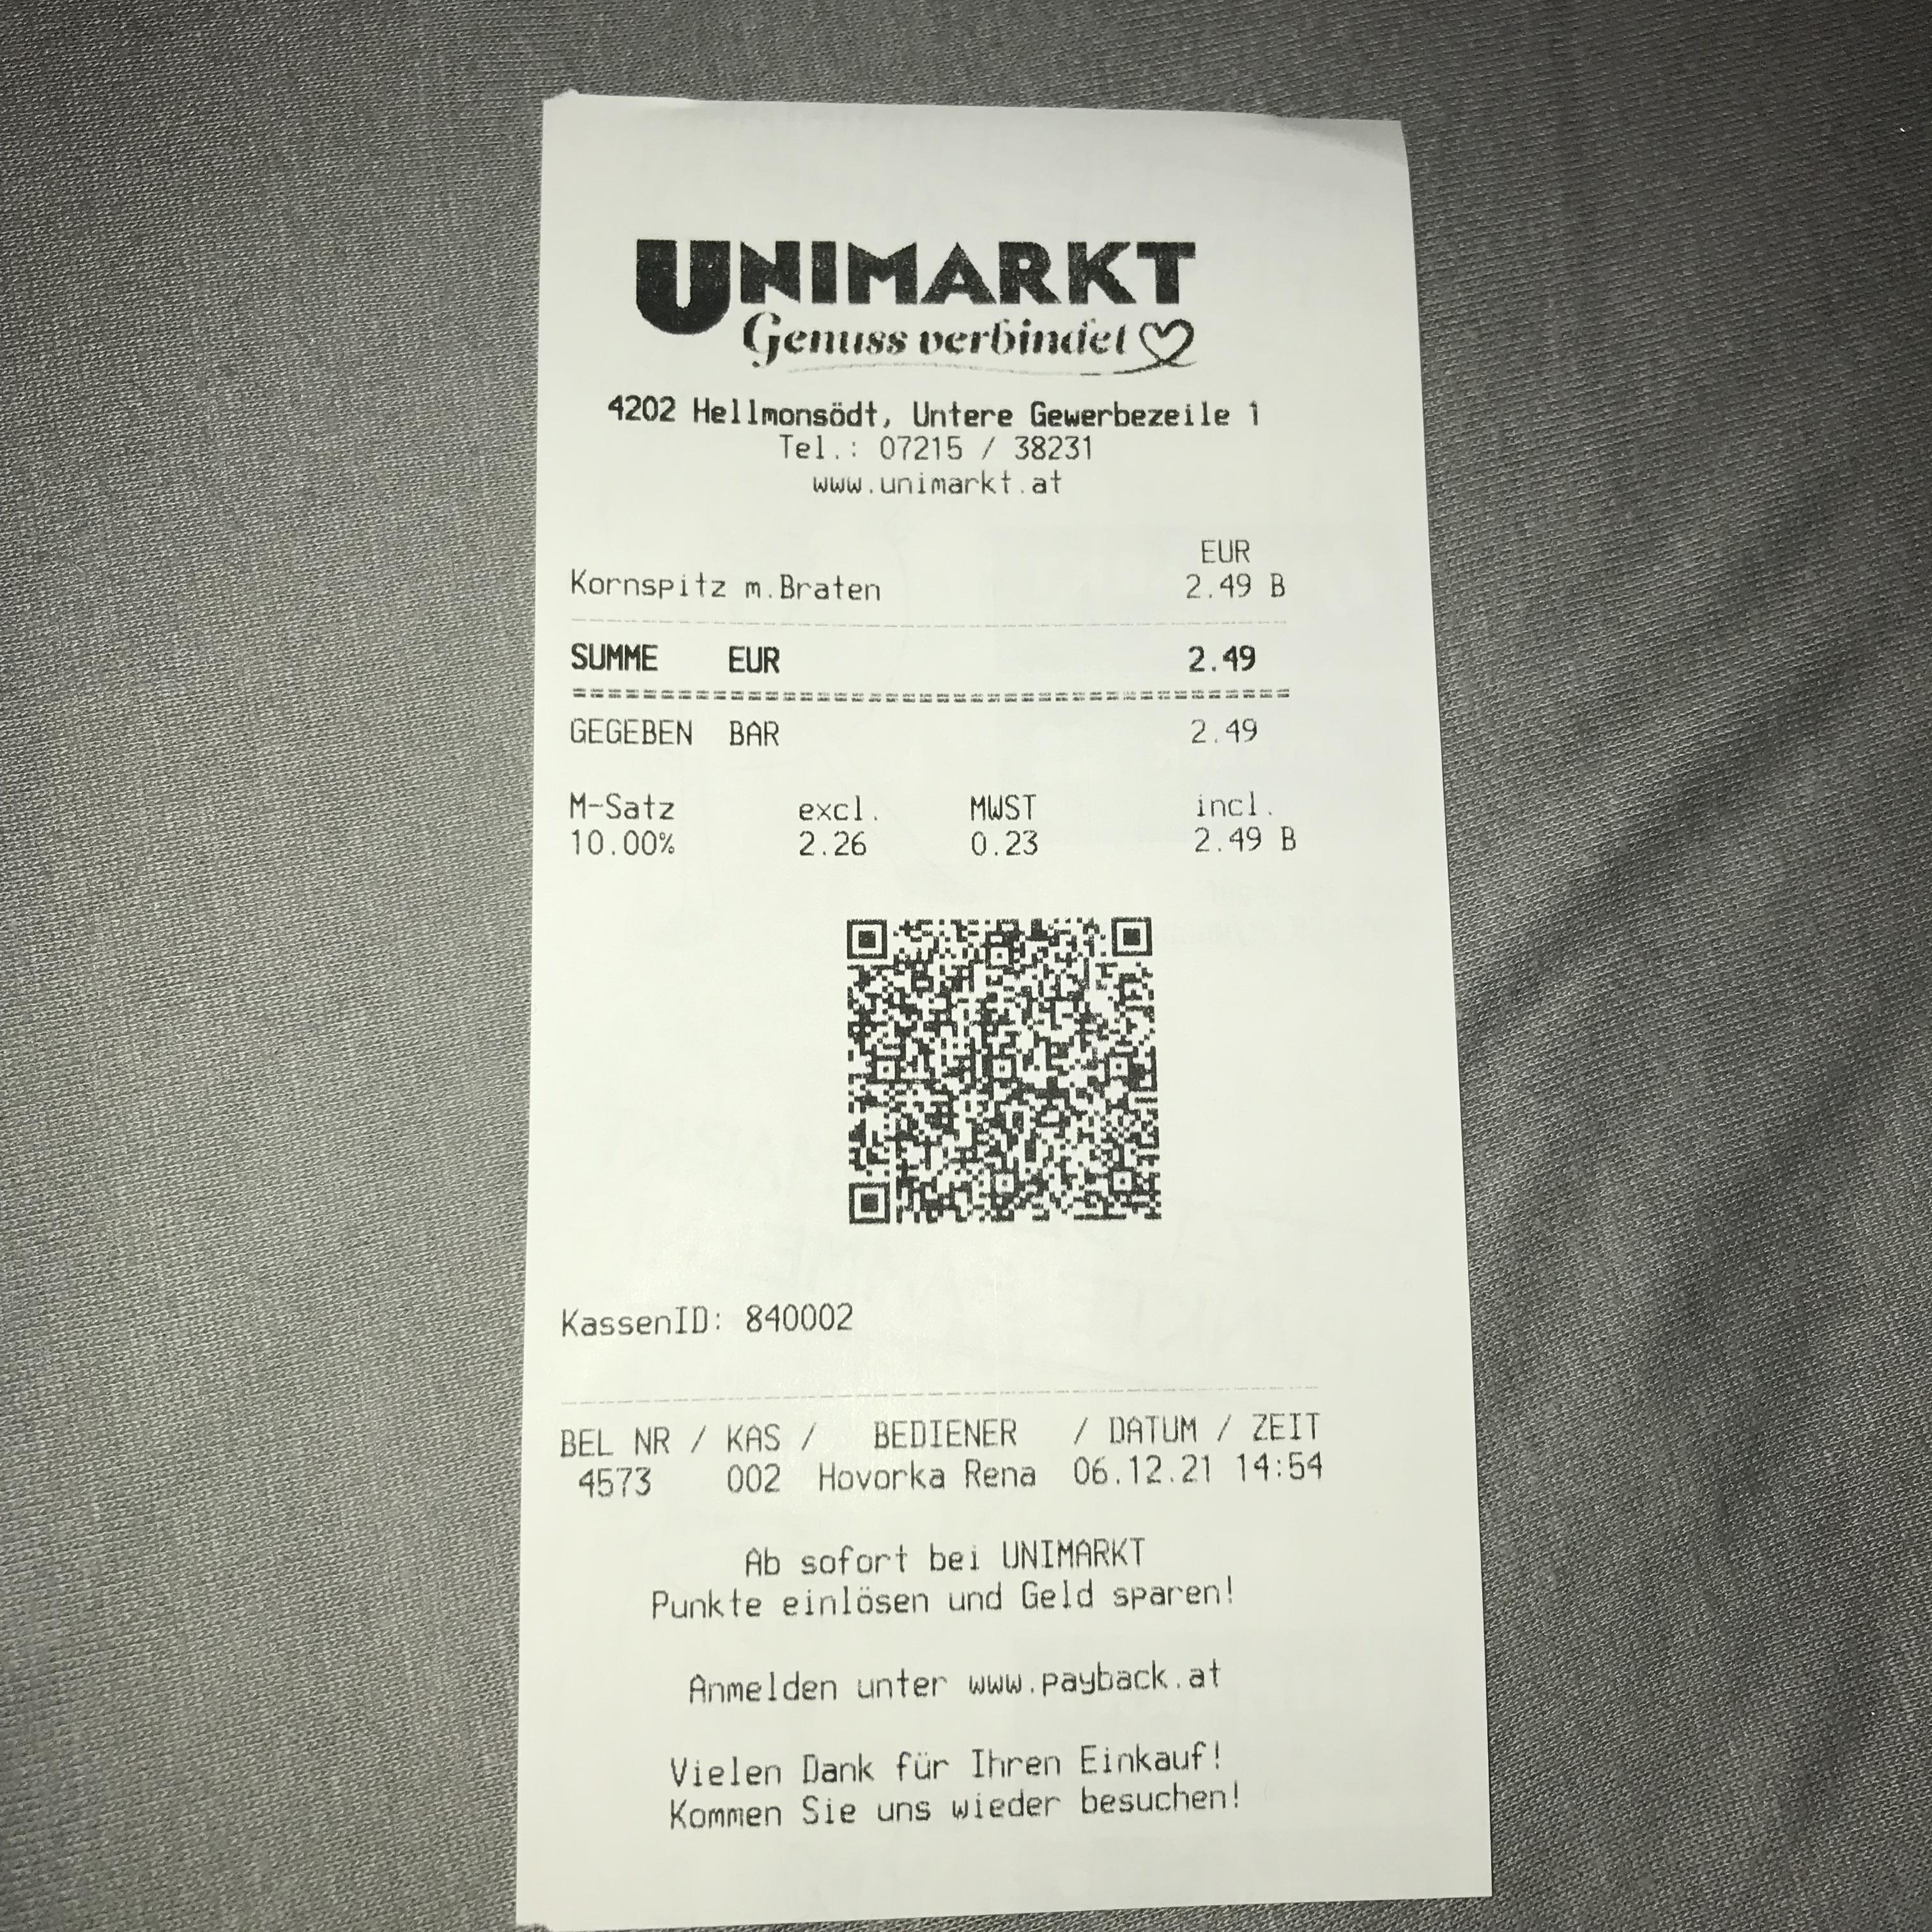 UNIMARKT
Genuss verbindet
4202 Hellmonsödt, Untere Gewerbezeile 1
Tel.: 07215 / 38231
www.unimarkt.at
EUR
Kornspitz m.Braten 2.49 B
SUMME EUR 2.49
GEGEBEN BAR 2.49
M-Satz excl. MWST incl.
10.00% 2.26 0.23 2.49 B
KassenID: 840002
BEL NR / KAS / BEDIENER / DATUM / ZEIT
4573 002 Hovorka Rena 06.12.21 14:54
Ab sofort bei UNIMARKT
Punkte einlösen und Geld sparen!
Anmelden unter www.payback.at
Vielen Dank für Ihren Einkauf!
Kommen Sie uns wieder besuchen!